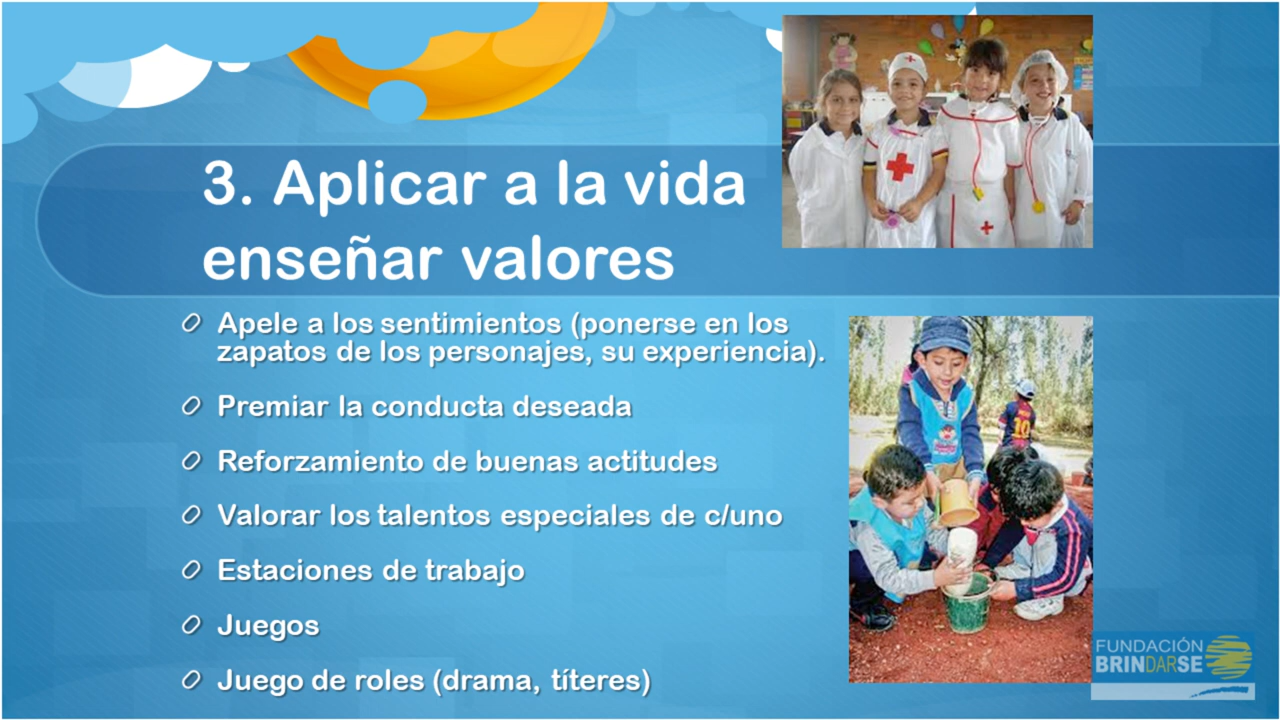 3. Aplicar a la vida
enseñar valores
Apele a los sentimientos (ponerse en los
zapatos de los personajes, su experiencia).
Premiar la conducta deseada
Reforzamiento de buenas actitudes
Valorar los talentos especiales de c/uno
Estaciones de trabajo
Juegos
Juego de roles (drama, títeres)
10
FUNDACIÓN
BRINDARSE